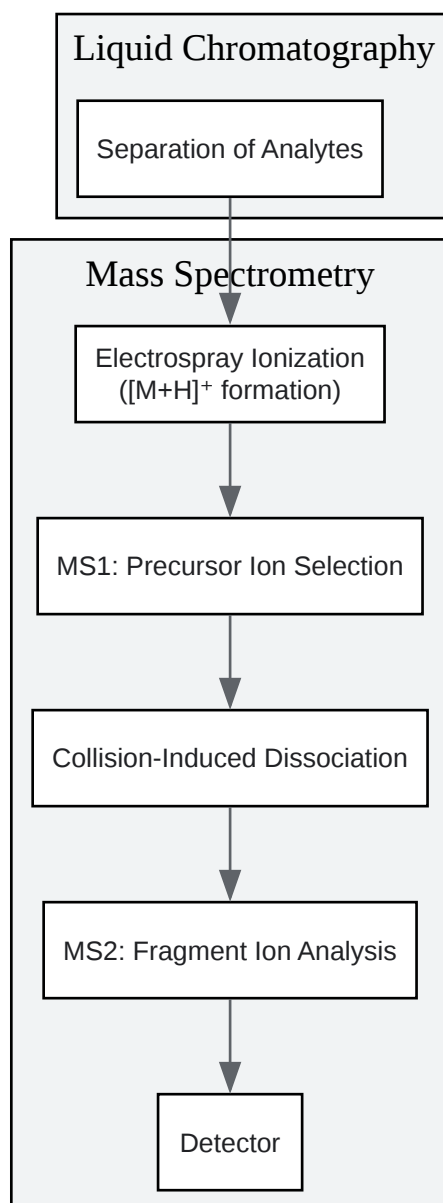 Liquid Chromatography
Separation of Analytes
Mass Spectrometry
Electrospray Ionization
([M+H]⁺ formation)
MS1: Precursor Ion Selection
Collision-Induced Dissociation
MS2: Fragment Ion Analysis
Detector